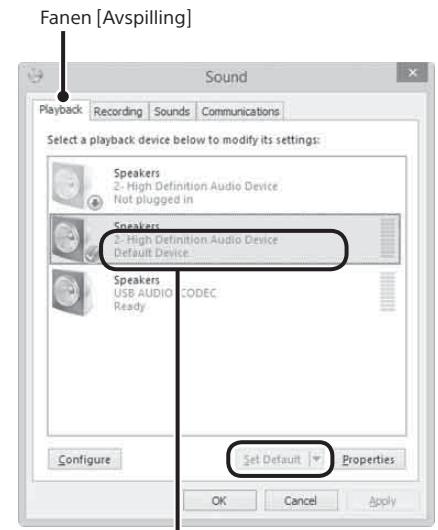 Fanen [Avspilling]
Sound
Playback Recording Sounds Communications
Select a playback device below to modify its settings:
Speakers
2- High Definition Audio Device
Not plugged in
Speakers
2- High Definition Audio Device
Default Device
Speakers
USB AUDIO CODEC
Ready
Configure Set Default Properties
OK Cancel Apply